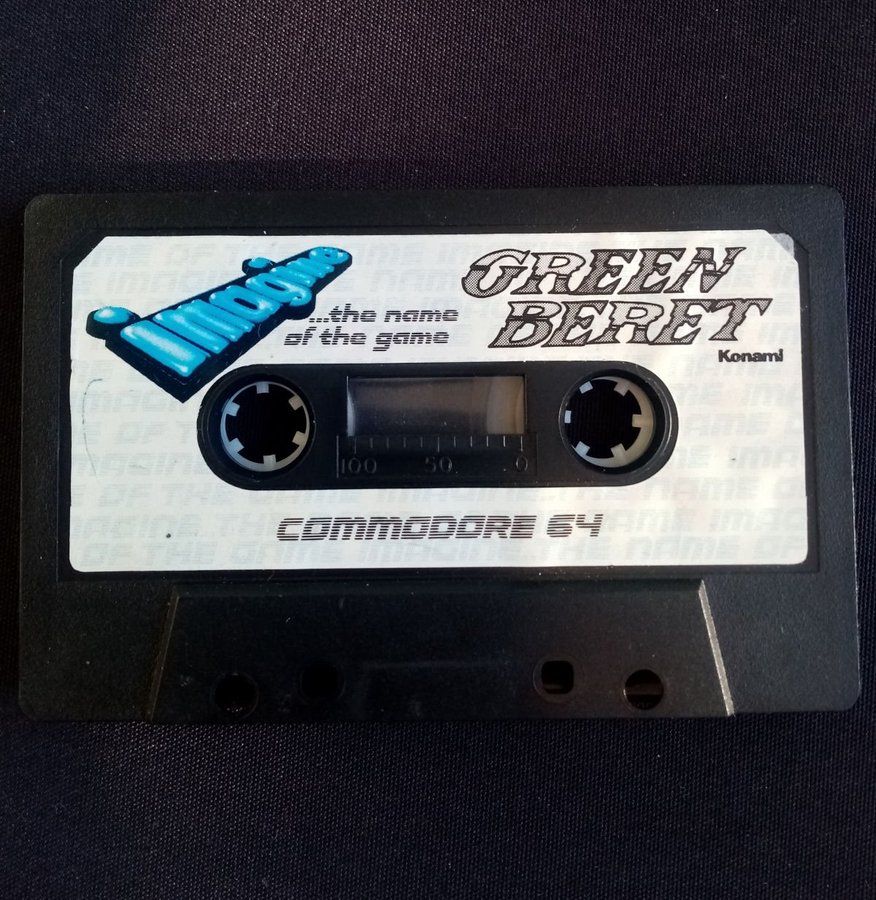 Imagine
...the name
of the game
GREEN
BERET
Konami
100 50 0
COMMODORE 64